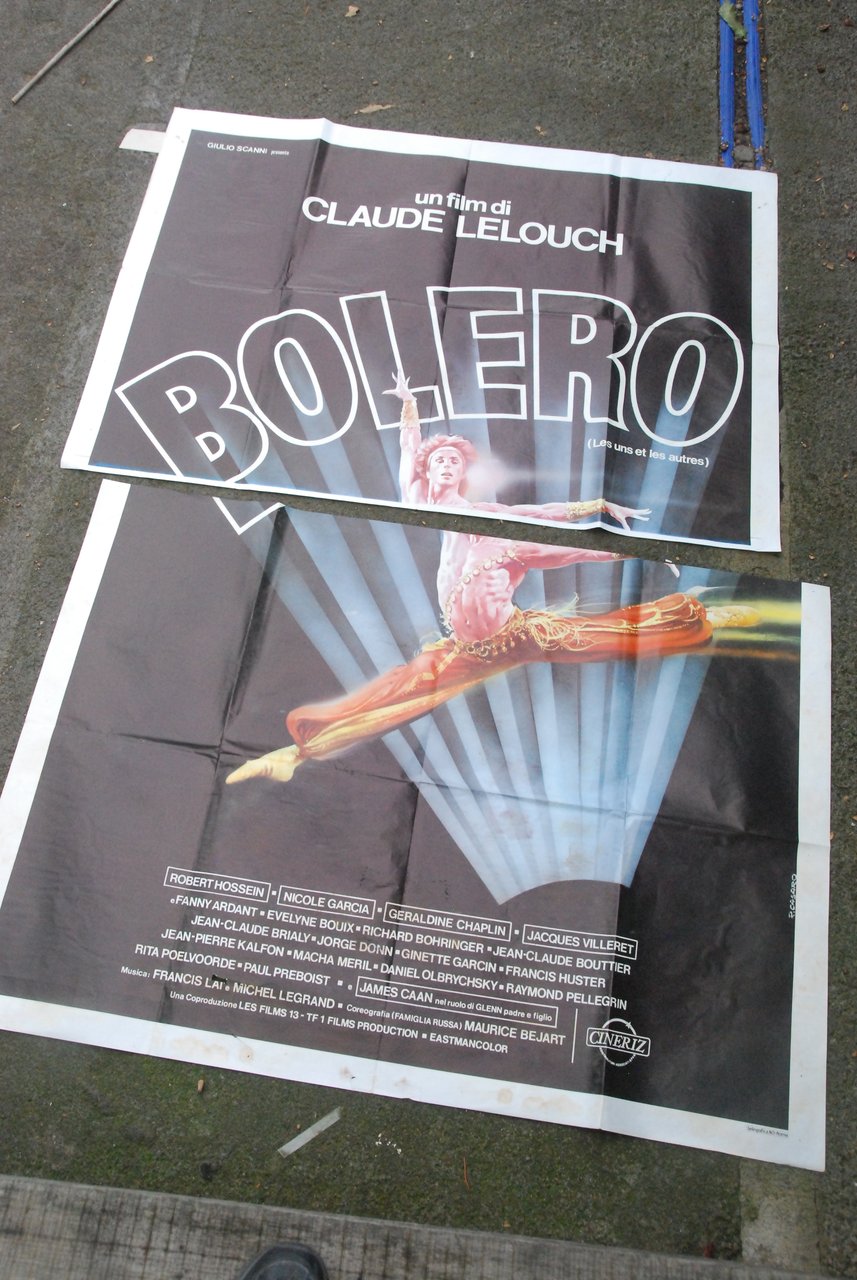 GIULIO SCANNI presenta
un film di
CLAUDE LELOUCH
BOLERO
(Les uns et les autres)
ROBERT HOSSEIN ▪ NICOLE GARCIA ▪ GERALDINE CHAPLIN ▪ JACQUES VILLERET
e FANNY ARDANT ▪ EVELYNE BOUIX ▪ RICHARD BOHRINGER ▪ JEAN-CLAUDE BOUTTIER
JEAN-CLAUDE BRIALY ▪ JORGE DONN ▪ GINETTE GARCIN ▪ FRANCIS HUSTER
JEAN-PIERRE KALFON ▪ MACHA MERIL ▪ DANIEL OLBRYCHSKY ▪ RAYMOND PELLEGRIN
RITA POELVOORDE ▪ PAUL PREBOIST ▪ e JAMES CAAN nel ruolo di GLENN padre e figlio
Musica: FRANCIS LAI e MICHEL LEGRAND ▪ Coreografia (FAMIGLIA RUSSA) MAURICE BEJART
Una Coproduzione LES FILMS 13 - TF 1 FILMS PRODUCTION ▪ EASTMANCOLOR
CINERIZ